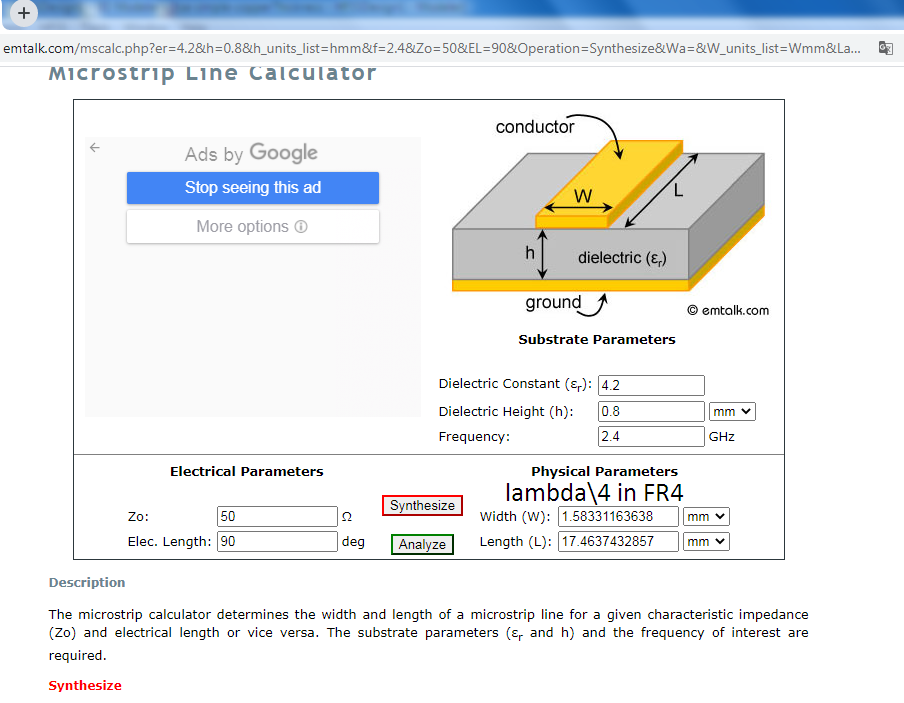 +
emtalk.com/mscalc.php?er=4.2&h=0.8&h_units_list=hmm&f=2.4&Zo=50&EL=90&Operation=Synthesize&Wa=&W_units_list=Wmm&La...
Microstrip Line Calculator
Ads by Google
Stop seeing this ad
More options
conductor
W
L
h
dielectric (εr)
ground
© emtalk.com
Substrate Parameters
Dielectric Constant (εr): 4.2
Dielectric Height (h): 0.8 mm
Frequency: 2.4 GHz
Electrical Parameters
Zo: 50 Ω
Elec. Length: 90 deg
Synthesize
Analyze
Physical Parameters
lambda\4 in FR4
Width (W): 1.58331163638 mm
Length (L): 17.4637432857 mm
Description
The microstrip calculator determines the width and length of a microstrip line for a given characteristic impedance
(Zo) and electrical length or vice versa. The substrate parameters (εr and h) and the frequency of interest are
required.
Synthesize